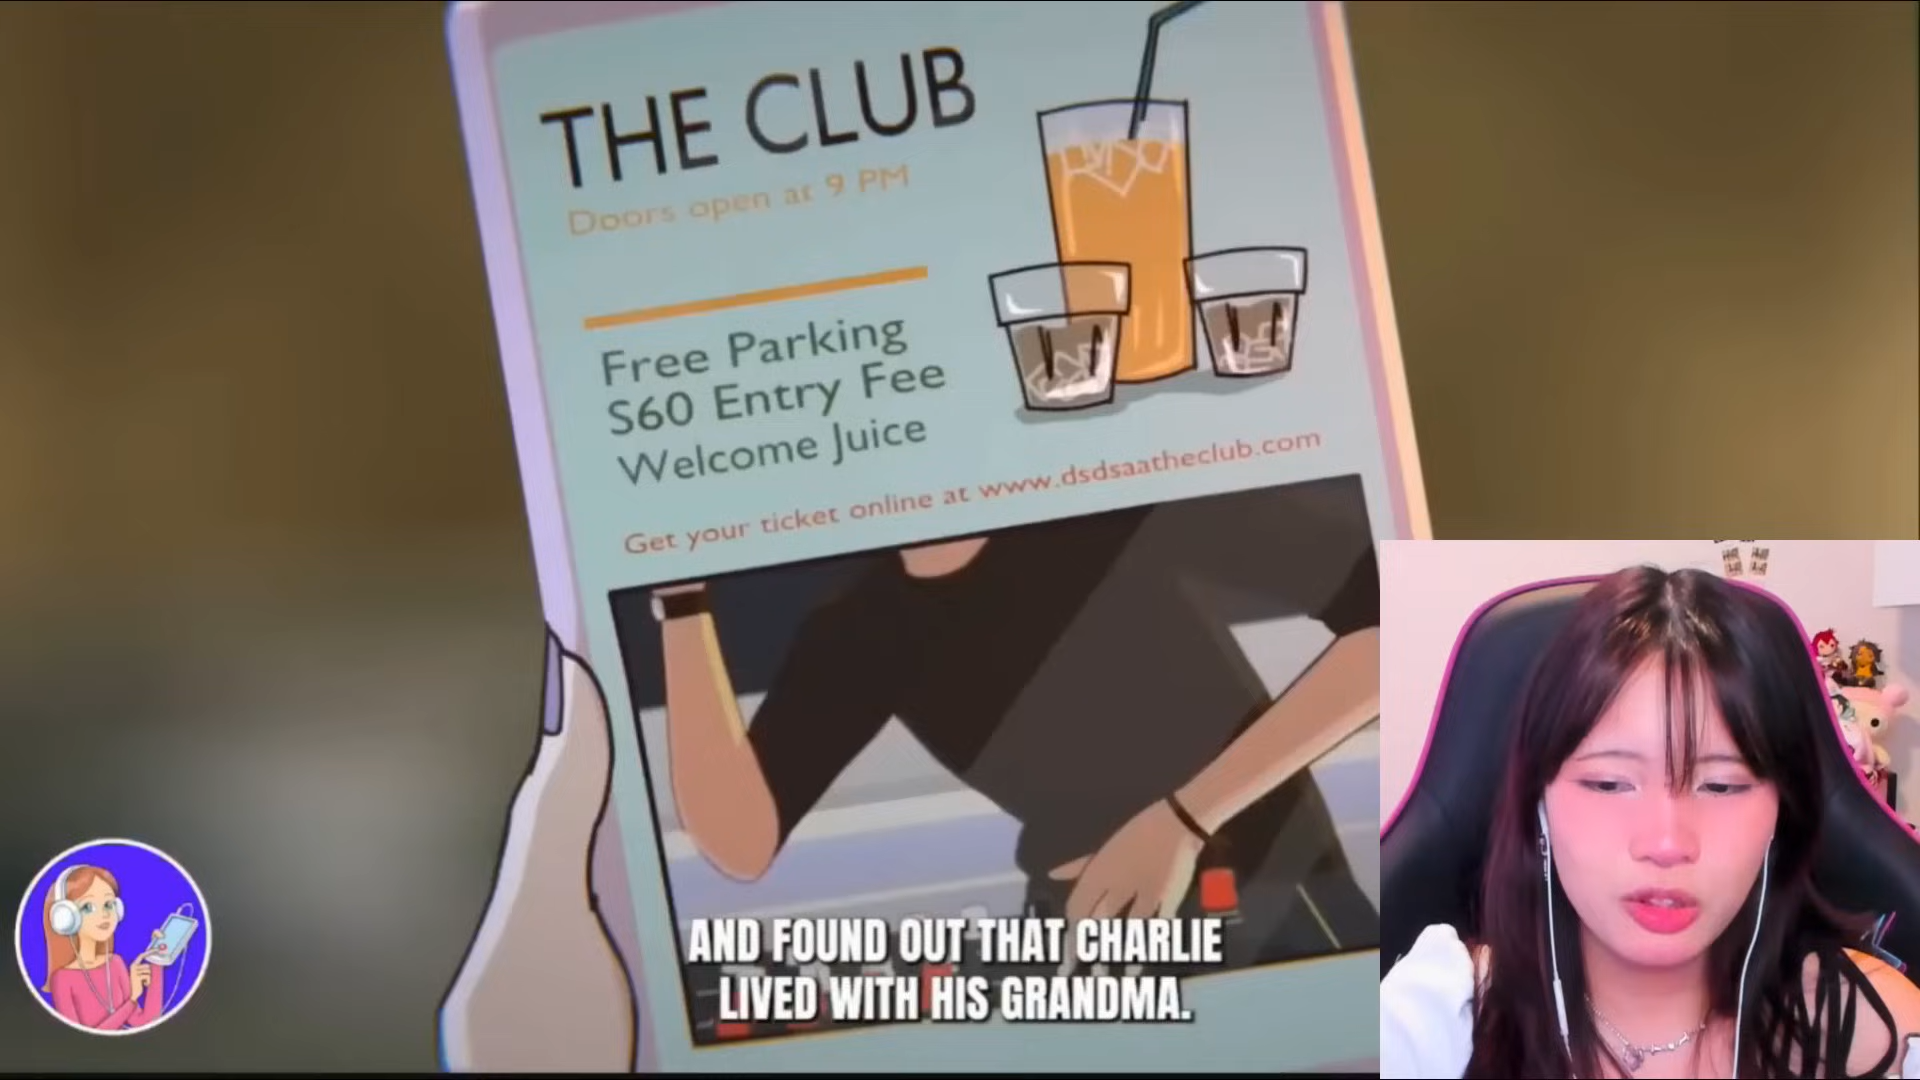 THE CLUB
Doors open at 9 PM
Free Parking
S60 Entry Fee
Welcome Juice
Get your ticket online at www.dsdsaatheclub.com
AND FOUND OUT THAT CHARLIE
LIVED WITH HIS GRANDMA.